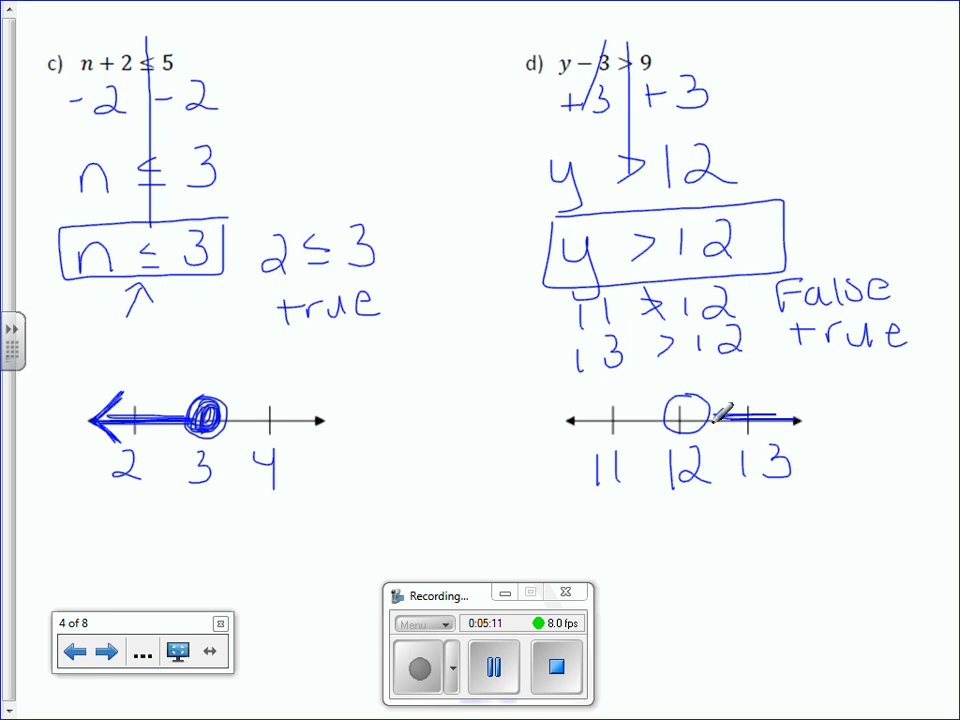 c) n + 2 ≤ 5
- 2 - 2
n ≤ 3
n ≤ 3
2 ≤ 3
true
2 3 4
d) y − 3 > 9
+3 + 3
y > 12
y > 12
11 > 12 False
13 > 12 true
11 12 13
4 of 8
...
Recording...
Menu 0:05:11 8.0 fps